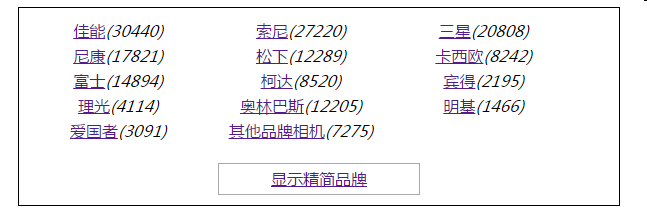 佳能(30440) 索尼(27220) 三星(20808)
尼康(17821) 松下(12289) 卡西欧(8242)
富士(14894) 柯达(8520) 宾得(2195)
理光(4114) 奥林巴斯(12205) 明基(1466)
爱国者(3091) 其他品牌相机(7275)
显示精简品牌